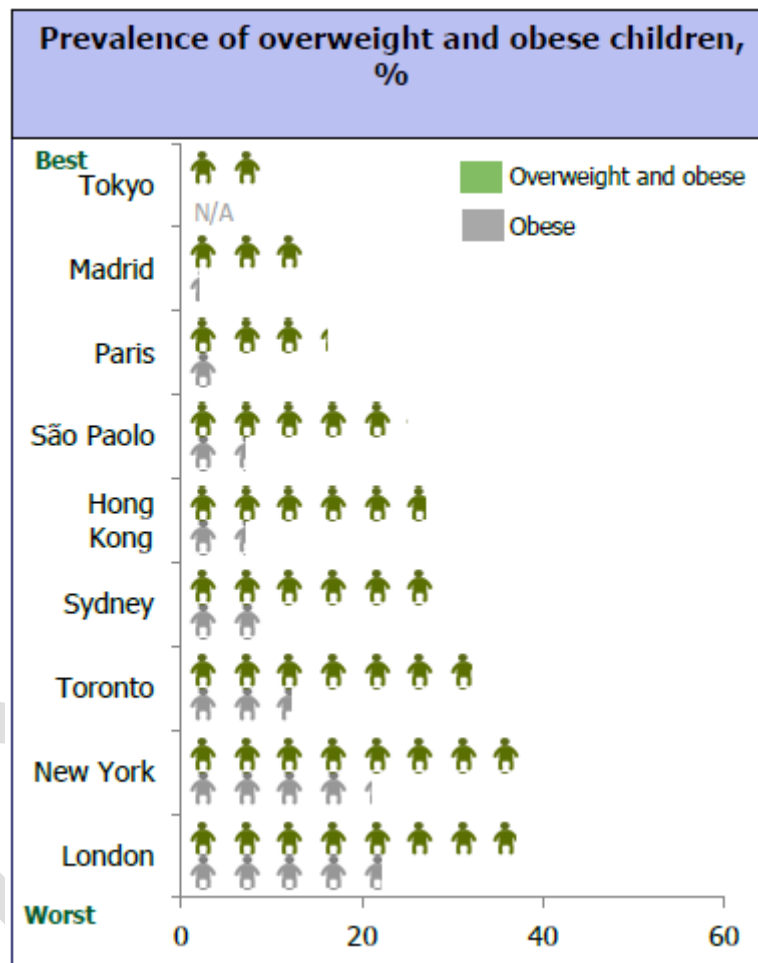 Prevalence of overweight and obese children,
%
Best
Tokyo
Overweight and obese
N/A
Obese
Madrid
Paris
São Paolo
Hong
Kong
Sydney
Toronto
New York
London
Worst
0 20 40 60